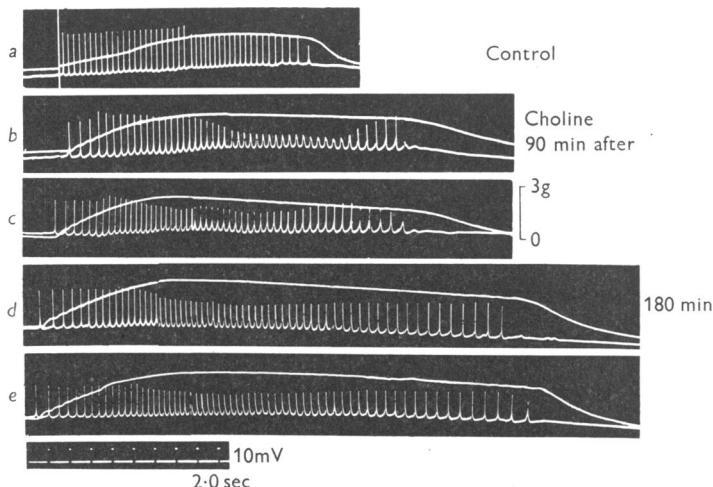 a
Control
b
Choline
90 min after
c
3g
0
d
180 min
e
10mV
2·0 sec